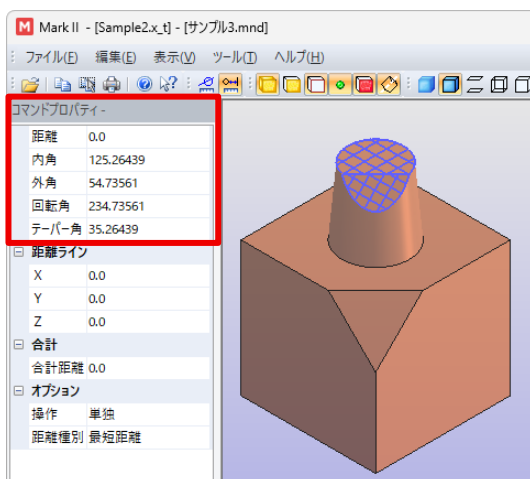 Mark II - [Sample2.x_t] - [サンプル3.mnd]
ファイル(F) 編集(E) 表示(V) ツール(T) ヘルプ(H)
コマンドプロパティ -
距離 0.0
内角 125.26439
外角 54.73561
回転角 234.73561
テーパー角 35.26439
距離ライン
X 0.0
Y 0.0
Z 0.0
合計
合計距離 0.0
オプション
操作 単独
距離種別 最短距離